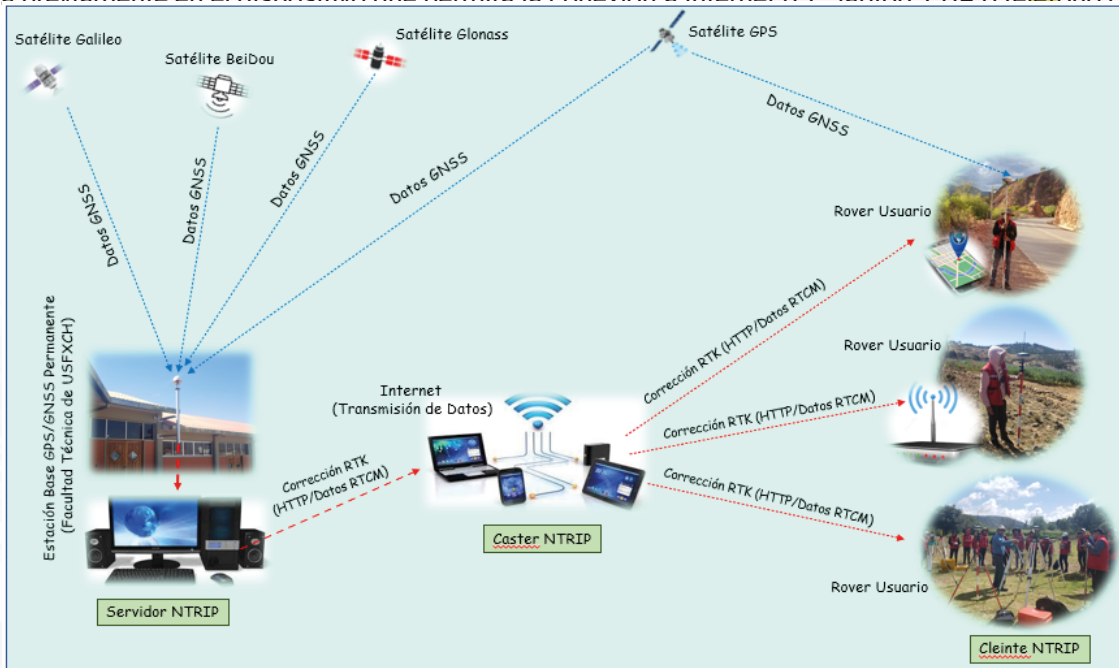 Satélite Galileo
Satélite BeiDou
Satélite Glonass
Satélite GPS
Datos GNSS
Datos GNSS
Datos GNSS
Datos GNSS
Datos GNSS
Rover Usuario
Corrección RTK (HTTP/Datos RTCM)
Rover Usuario
Estación Base GPS/GNSS Permanente
(Facultad Técnica de USFXCH)
Internet
(Transmisión de Datos)
Corrección RTK (HTTP/Datos RTCM)
Corrección RTK
(HTTP/Datos RTCM)
Corrección RTK (HTTP/Datos RTCM)
Caster NTRIP
Rover Usuario
Servidor NTRIP
Cleinte NTRIP